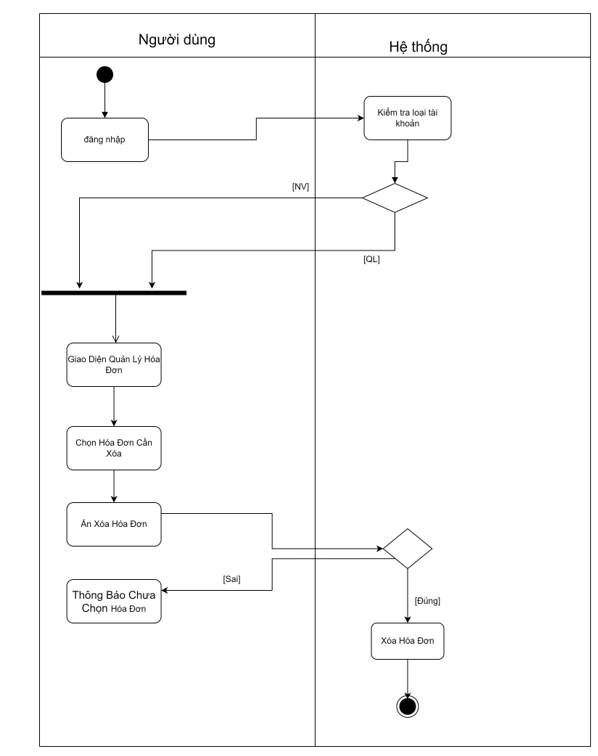 Người dùng
Hệ thống
đăng nhập
Kiểm tra loại tài
khoản
[NV]
[QL]
Giao Diện Quản Lý Hóa
Đơn
Chọn Hóa Đơn Cần
Xóa
Ấn Xóa Hóa Đơn
[Sai]
Thông Báo Chưa
Chọn Hóa Đơn
[Đúng]
Xóa Hóa Đơn